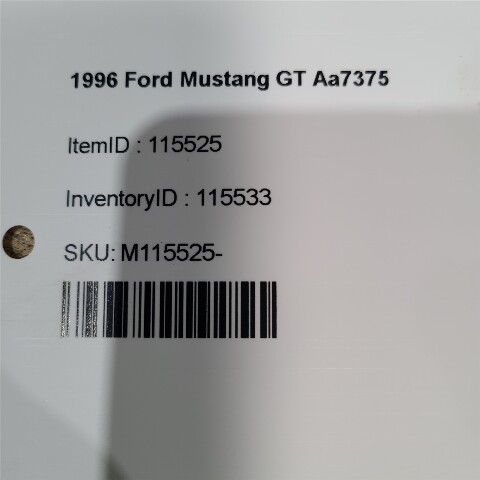 1996 Ford Mustang GT Aa7375
ItemID : 115525
InventoryID : 115533
SKU: M115525-